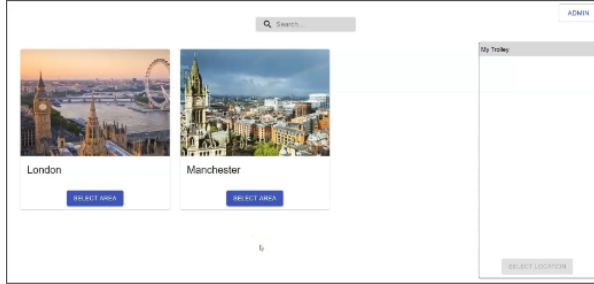 ADMIN
Search...
My Trolley
London
Manchester
SELECT AREA
SELECT AREA
SELECT LOCATION